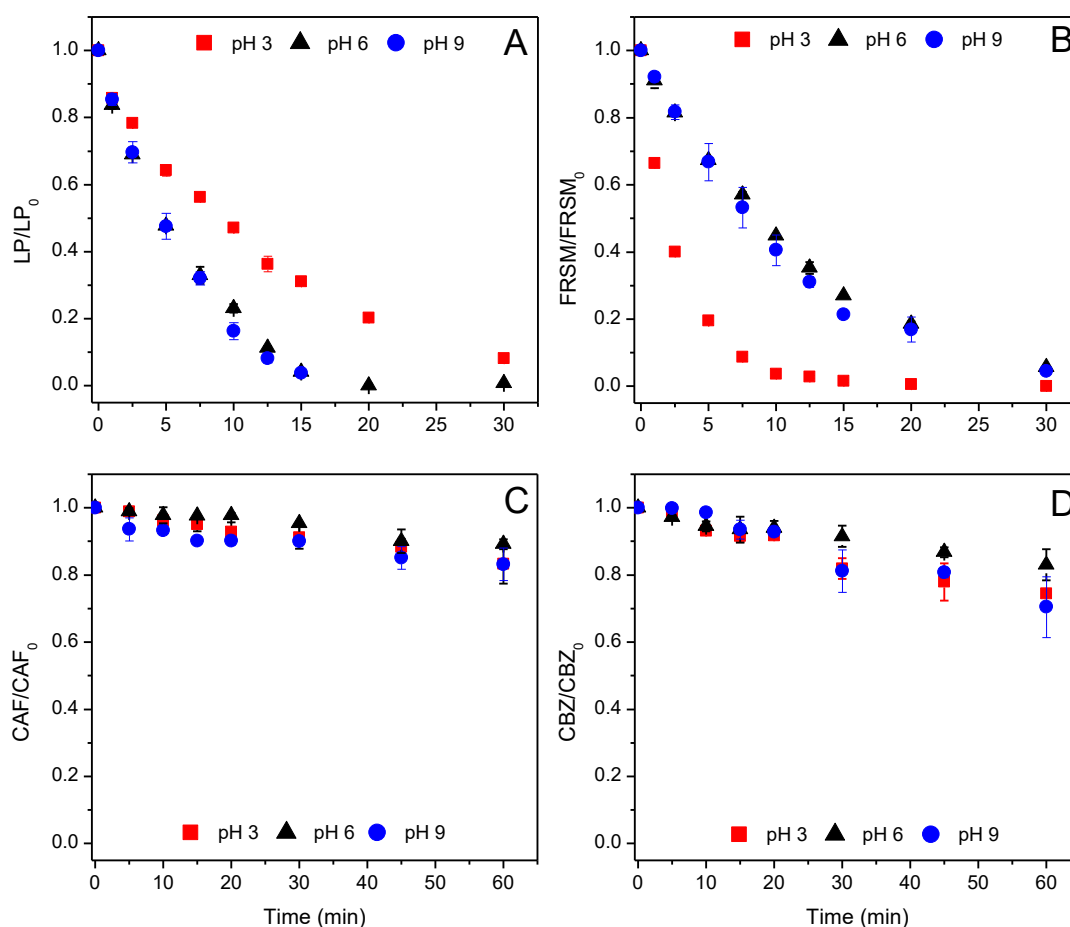 pH 3 pH 6 pH 9 A
1.0
0.8
0.6
0.4
0.2
0.0
LP/LP0
0 5 10 15 20 25 30
pH 3 pH 6 pH 9 B
1.0
0.8
0.6
0.4
0.2
0.0
FRSM/FRSM0
0 5 10 15 20 25 30
C
1.0
0.8
0.6
0.4
0.2
0.0
CAF/CAF0
pH 3 pH 6 pH 9
0 10 20 30 40 50 60
Time (min)
D
1.0
0.8
0.6
0.4
0.2
0.0
CBZ/CBZ0
pH 3 pH 6 pH 9
0 10 20 30 40 50 60
Time (min)